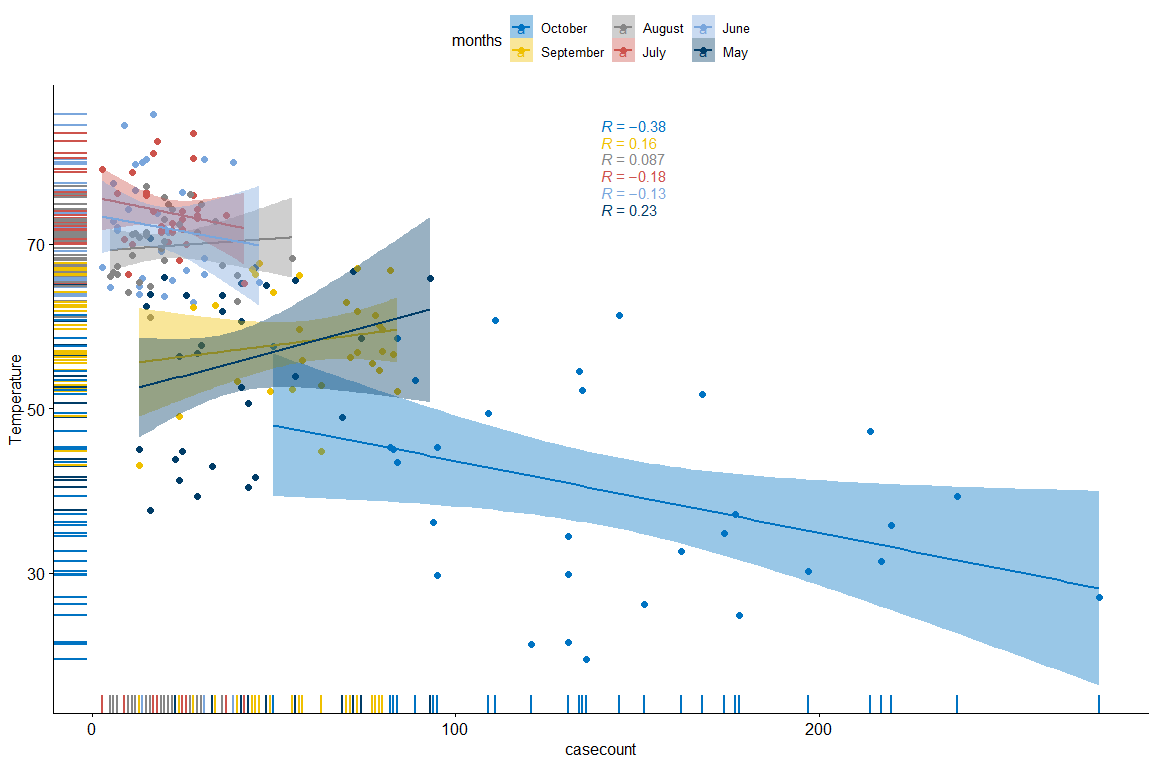 months
October
August
June
September
July
May
R = −0.38
R = 0.16
R = 0.087
R = −0.18
R = −0.13
R = 0.23
70
50
30
Temperature
0
100
200
casecount